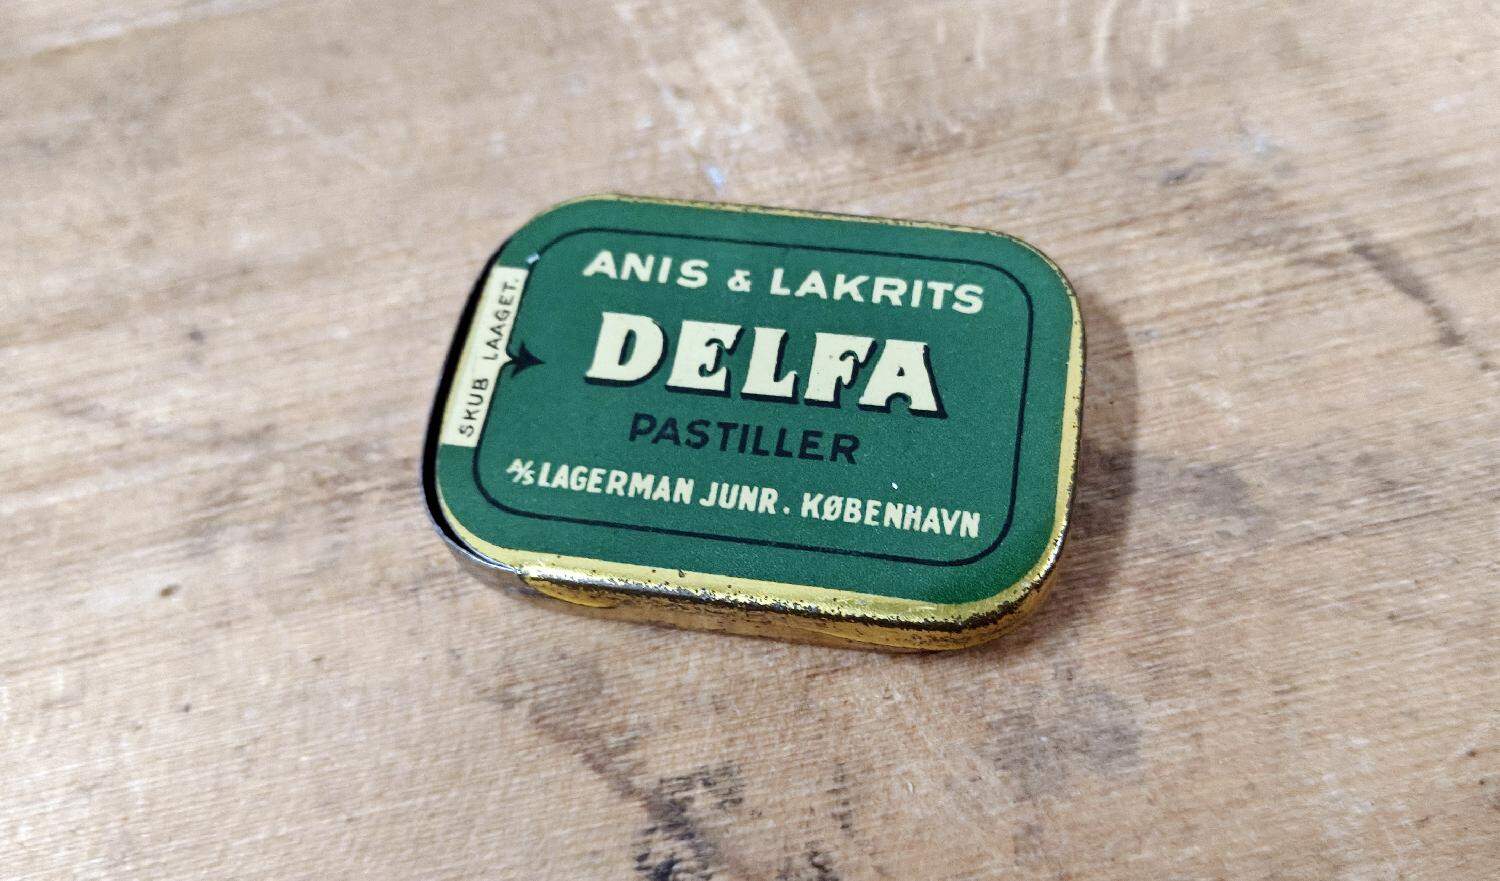 ANIS & LAKRITS
DELFA
PASTILLER
A/S LAGERMAN JUNR. KØBENHAVN
SKUB LAAGET.